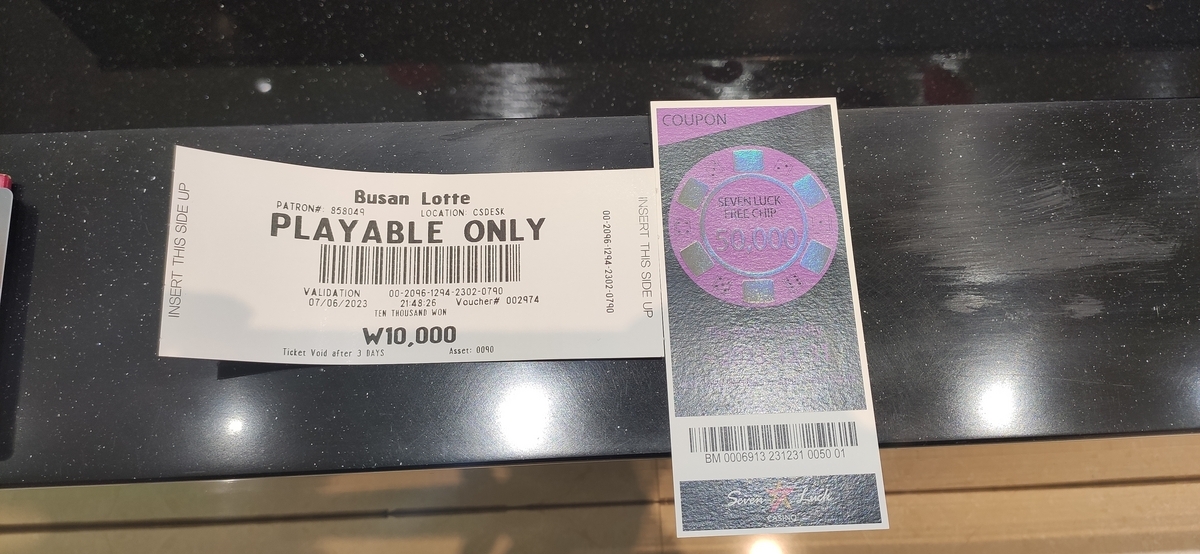 INSERT THIS SIDE UP
Busan Lotte
PATRON#: 858049 LOCATION: CSDESK
PLAYABLE ONLY
VALIDATION 00-2096-1294-2302-0790
07/06/2023 21:48:26 Voucher# 002974
TEN THOUSAND WON
₩10,000
Ticket Void after 3 DAYS Asset: 0090
00-2096-1294-2302-0790
INSERT THIS SIDE UP
COUPON
SEVEN LUCK
FREE CHIP
50,000
BM 0006913 231231 0050 01
Seven Luck
CASINO